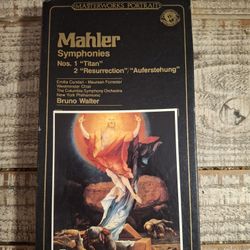 MASTERWORKS PORTRAIT
Mahler
Symphonies
Nos. 1 "Titan"
2 "Resurrection"/"Auferstehung"
Emilia Cundari - Maureen Forrester
Westminster Choir
The Columbia Symphony Orchestra
New York Philharmonic
Bruno Walter